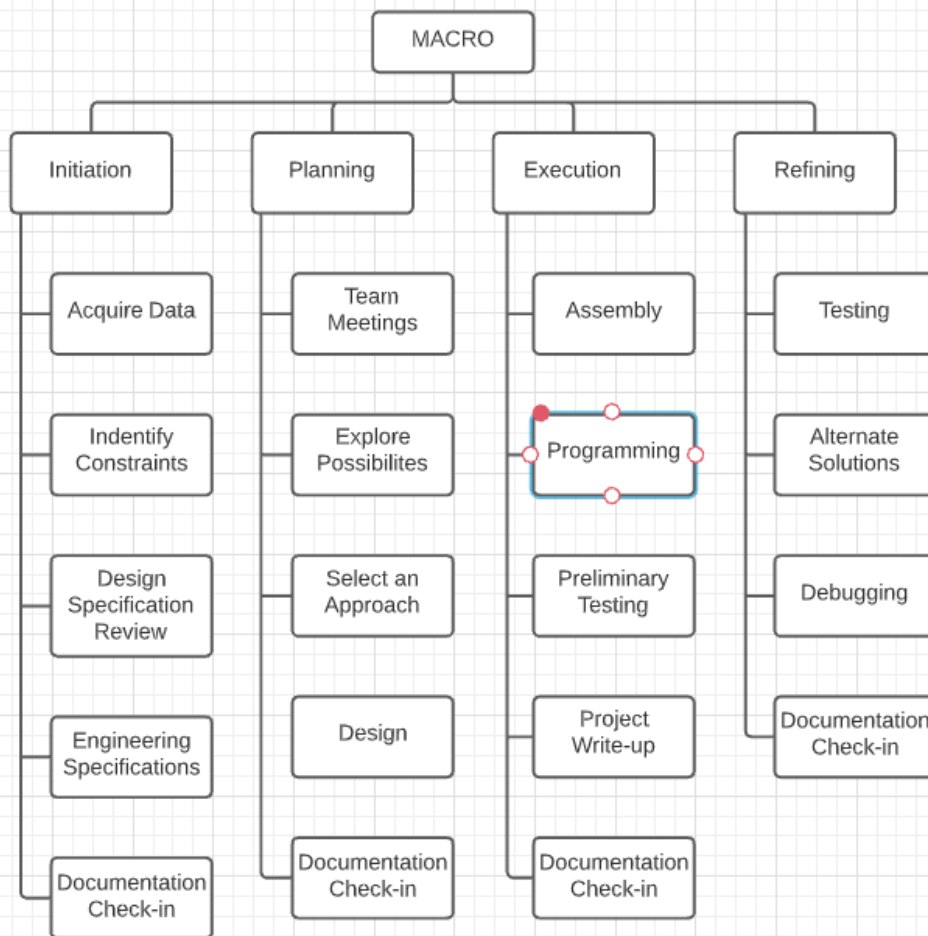 MACRO
Initiation
Planning
Execution
Refining
Acquire Data
Team
Meetings
Assembly
Testing
Indentify
Constraints
Explore
Possibilites
Programming
Alternate
Solutions
Design
Specification
Review
Select an
Approach
Preliminary
Testing
Debugging
Engineering
Specifications
Design
Project
Write-up
Documentation
Check-in
Documentation
Check-in
Documentation
Check-in
Documentation
Check-in